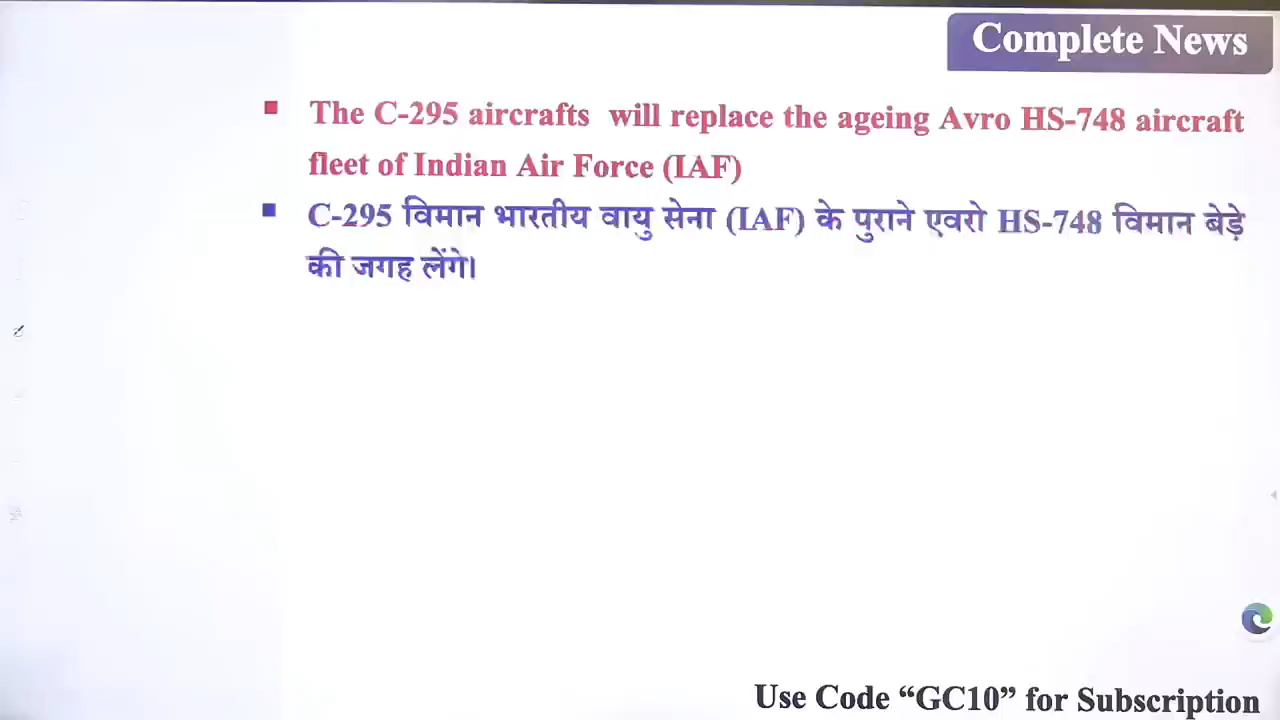 Complete News
▪ The C-295 aircrafts will replace the ageing Avro HS-748 aircraft
fleet of Indian Air Force (IAF)
▪ C-295 विमान भारतीय वायु सेना (IAF) के पुराने एवरो HS-748 विमान बेड़े
की जगह लेंगे।
Use Code “GC10” for Subscription